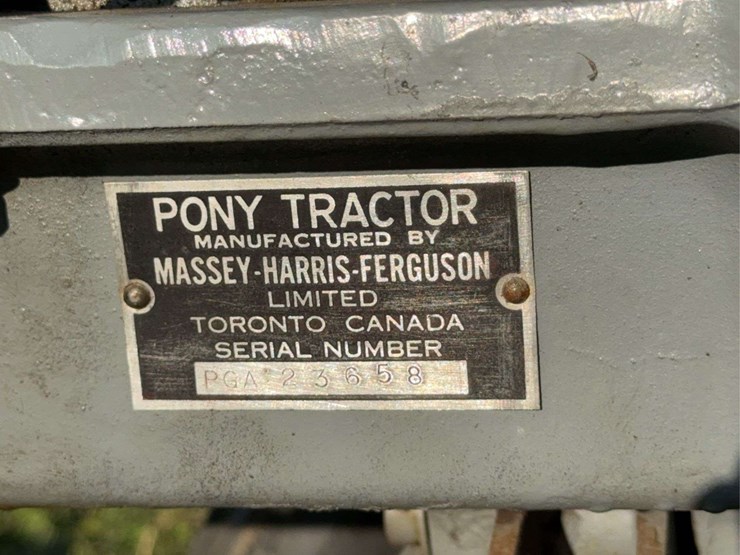 PONY TRACTOR
MANUFACTURED BY
MASSEY-HARRIS-FERGUSON
LIMITED
TORONTO CANADA
SERIAL NUMBER
PGA 23658